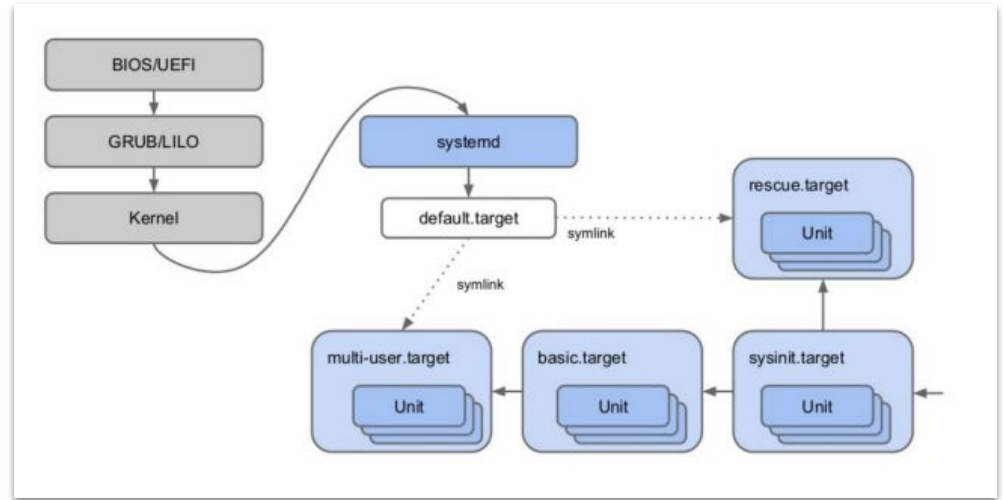 BIOS/UEFI
GRUB/LILO
Kernel
systemd
default.target
symlink
symlink
rescue.target
Unit
multi-user.target
Unit
basic.target
Unit
sysinit.target
Unit